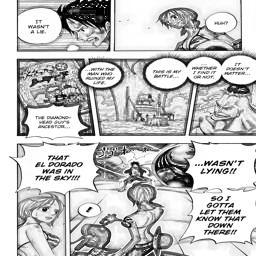 HUH?
IT
WASN'T
A LIE.
IT
DOESN'T
MATTER...
WHETHER
I FIND IT
OR NOT.
THIS IS MY
BATTLE...
...WITH
THE MAN WHO
RUINED MY
LIFE.
THE
DIAMOND-
HEAD GUY'S
ANCESTOR...
...WASN'T
LYING!!
SO I
GOTTA
LET THEM
KNOW THAT
DOWN
THERE!!
THAT
EL DORADO
WAS IN
THE SKY!!!
!